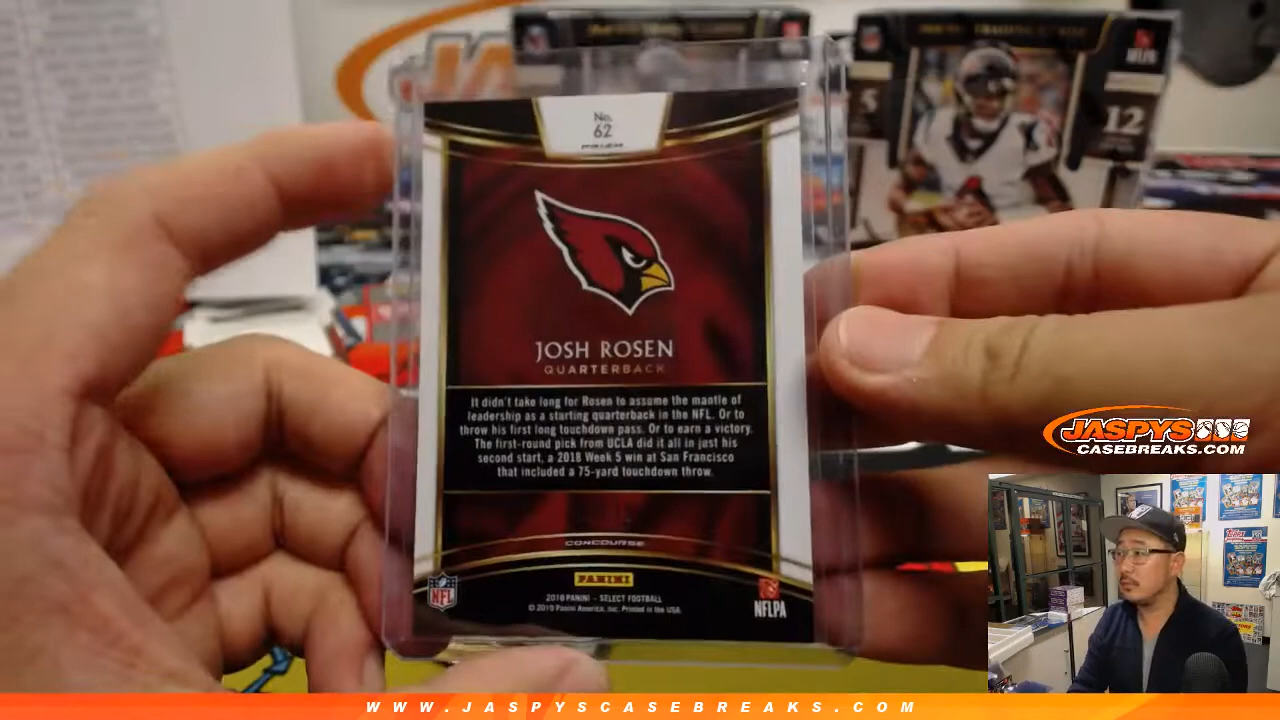 No.
62
PRIZM
JOSH ROSEN
QUARTERBACK
It didn't take long for Rosen to assume the mantle of
leadership as a starting quarterback in the NFL. Or to
throw his first long touchdown pass. Or to earn a victory.
The first-round pick from UCLA did it all in just his
second start, a 2018 Week 5 win at San Francisco
that included a 75-yard touchdown throw.
CONCOURSE
PANINI
NFL
NFLPA
2018 PANINI – SELECT FOOTBALL
© 2019 Panini America, Inc. Printed in the USA.
JA
5
12
JASPYS
CASEBREAKS.COM
WWW.JASPYSCASEBREAKS.COM